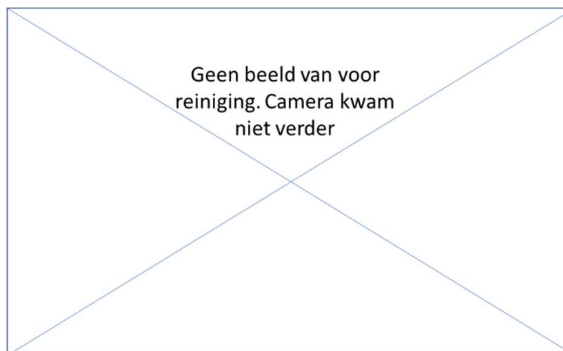 Geen beeld van voor
reiniging. Camera kwam
niet verder